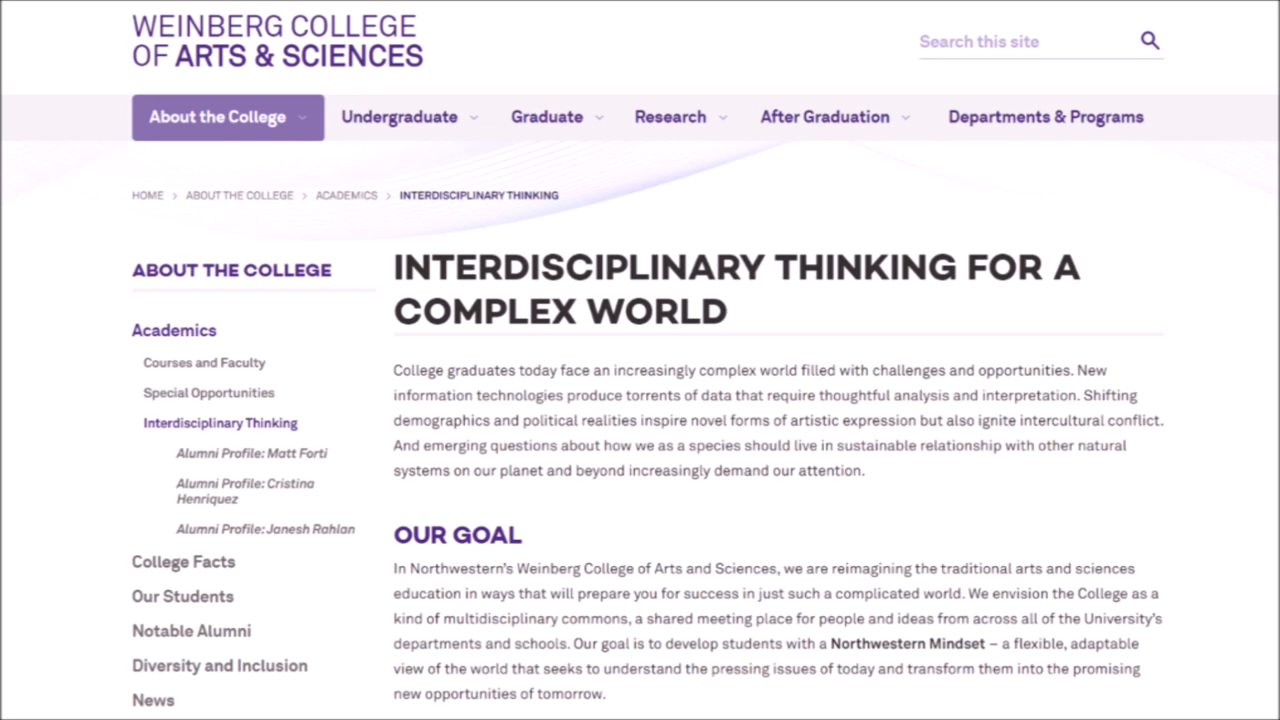 WEINBERG COLLEGE
OF ARTS & SCIENCES
Search this site
About the College
Undergraduate
Graduate
Research
After Graduation
Departments & Programs
HOME > ABOUT THE COLLEGE > ACADEMICS > INTERDISCIPLINARY THINKING
ABOUT THE COLLEGE
Academics
Courses and Faculty
Special Opportunities
Interdisciplinary Thinking
Alumni Profile: Matt Forti
Alumni Profile: Cristina
Henriquez
Alumni Profile: Janesh Rahlan
College Facts
Our Students
Notable Alumni
Diversity and Inclusion
News
INTERDISCIPLINARY THINKING FOR A
COMPLEX WORLD
College graduates today face an increasingly complex world filled with challenges and opportunities. New
information technologies produce torrents of data that require thoughtful analysis and interpretation. Shifting
demographics and political realities inspire novel forms of artistic expression but also ignite intercultural conflict.
And emerging questions about how we as a species should live in sustainable relationship with other natural
systems on our planet and beyond increasingly demand our attention.
OUR GOAL
In Northwestern's Weinberg College of Arts and Sciences, we are reimagining the traditional arts and sciences
education in ways that will prepare you for success in just such a complicated world. We envision the College as a
kind of multidisciplinary commons, a shared meeting place for people and ideas from across all of the University's
departments and schools. Our goal is to develop students with a Northwestern Mindset – a flexible, adaptable
view of the world that seeks to understand the pressing issues of today and transform them into the promising
new opportunities of tomorrow.